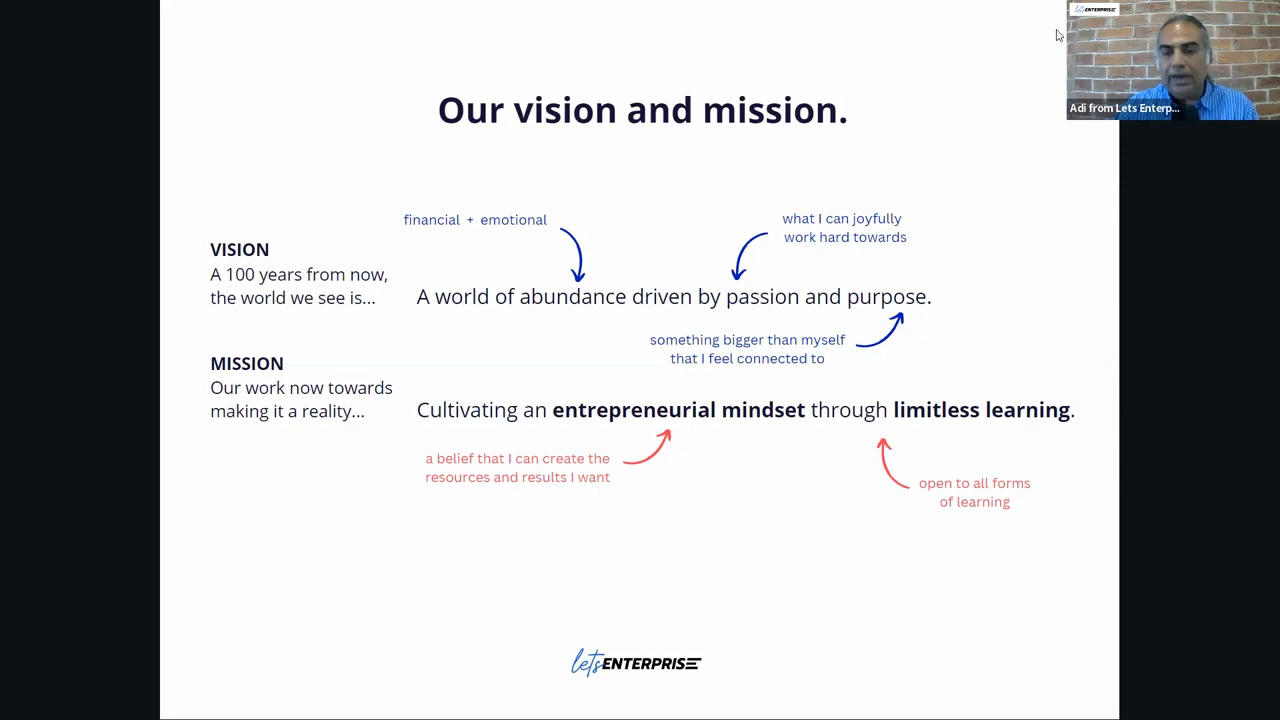 letsENTERPRISE
Adi from Lets Enterp...
Our vision and mission.
financial + emotional
what I can joyfully
work hard towards
VISION
A 100 years from now,
the world we see is...
A world of abundance driven by passion and purpose.
something bigger than myself
that I feel connected to
MISSION
Our work now towards
making it a reality...
Cultivating an entrepreneurial mindset through limitless learning.
a belief that I can create the
resources and results I want
open to all forms
of learning
letsENTERPRISE